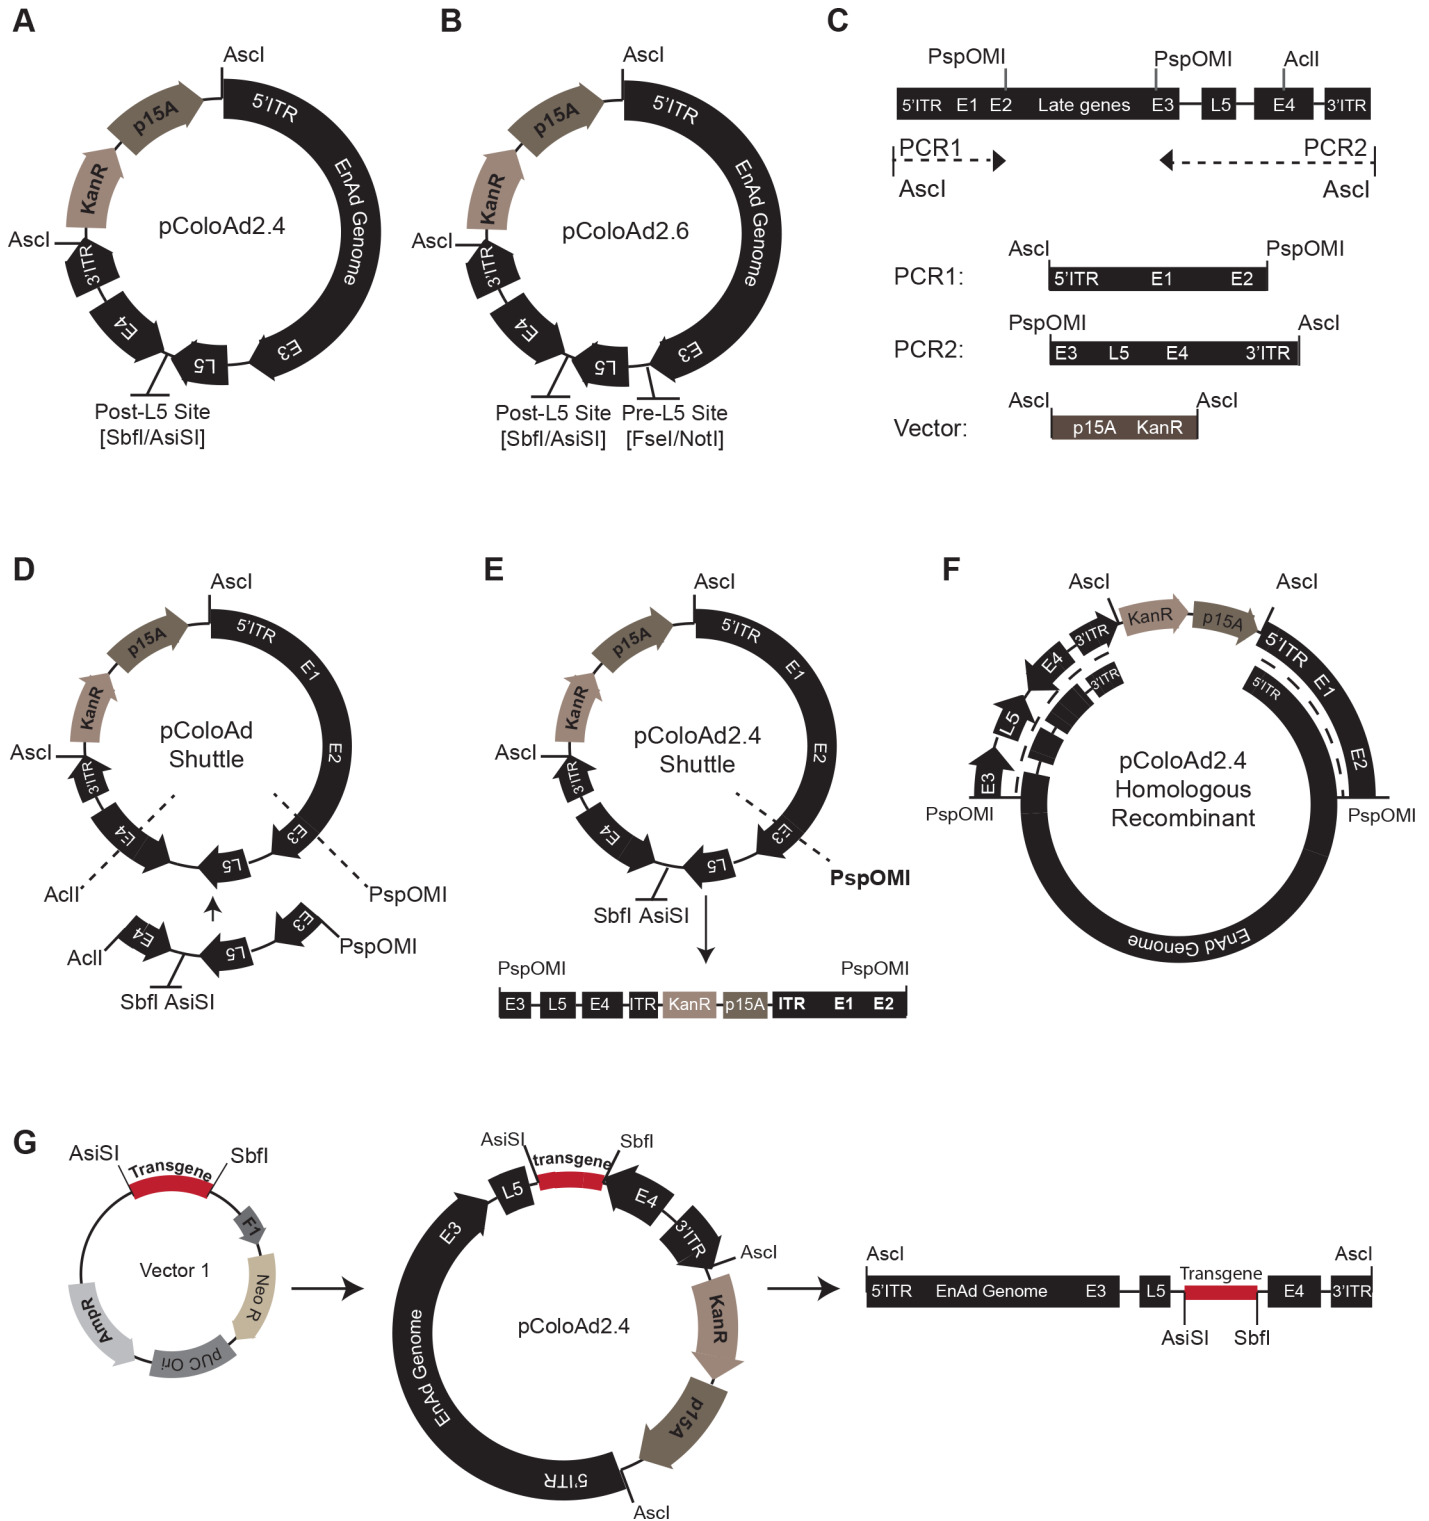 A
AscI
5'ITR
EnAd Genome
E3
L5
E4
3'ITR
AscI
KanR
p15A
pColoAd2.4
Post-L5 Site
[SbfI/AsiSI]
B
AscI
5'ITR
EnAd Genome
E3
L5
E4
3'ITR
AscI
KanR
p15A
pColoAd2.6
Post-L5 Site
[SbfI/AsiSI]
Pre-L5 Site
[FseI/NotI]
C
PspOMI PspOMI AclI
5'ITR E1 E2 Late genes E3 L5 E4 3'ITR
PCR1 PCR2
AscI AscI
AscI PspOMI
PCR1: 5'ITR E1 E2
PspOMI AscI
PCR2: E3 L5 E4 3'ITR
AscI AscI
Vector: p15A KanR
D
AscI
5'ITR
E1
E2
E3
L5
E4
3'ITR
AscI
KanR
p15A
pColoAd
Shuttle
AclI PspOMI
E4 L5 E3
AclI PspOMI
SbfI AsiSI
E
AscI
5'ITR
E1
E2
E3
L5
E4
3'ITR
AscI
KanR
p15A
pColoAd2.4
Shuttle
PspOMI
SbfI AsiSI
PspOMI PspOMI
E3 L5 E4 ITR KanR p15A ITR E1 E2
F
AscI AscI
KanR p15A
5'ITR
E1
E2
3'ITR
E4
L5
E3
3'ITR
5'ITR
PspOMI PspOMI
pColoAd2.4
Homologous
Recombinant
EnAd Genome
G
AsiSI SbfI
Transgene
F1
Neo R
pUC Ori
AmpR
Vector 1
AsiSI SbfI
transgene
L5
E4
3'ITR
AscI
KanR
p15A
AscI
5'ITR
EnAd Genome
E3
pColoAd2.4
AscI AscI
Transgene
5'ITR EnAd Genome E3 L5 E4 3'ITR
AsiSI SbfI